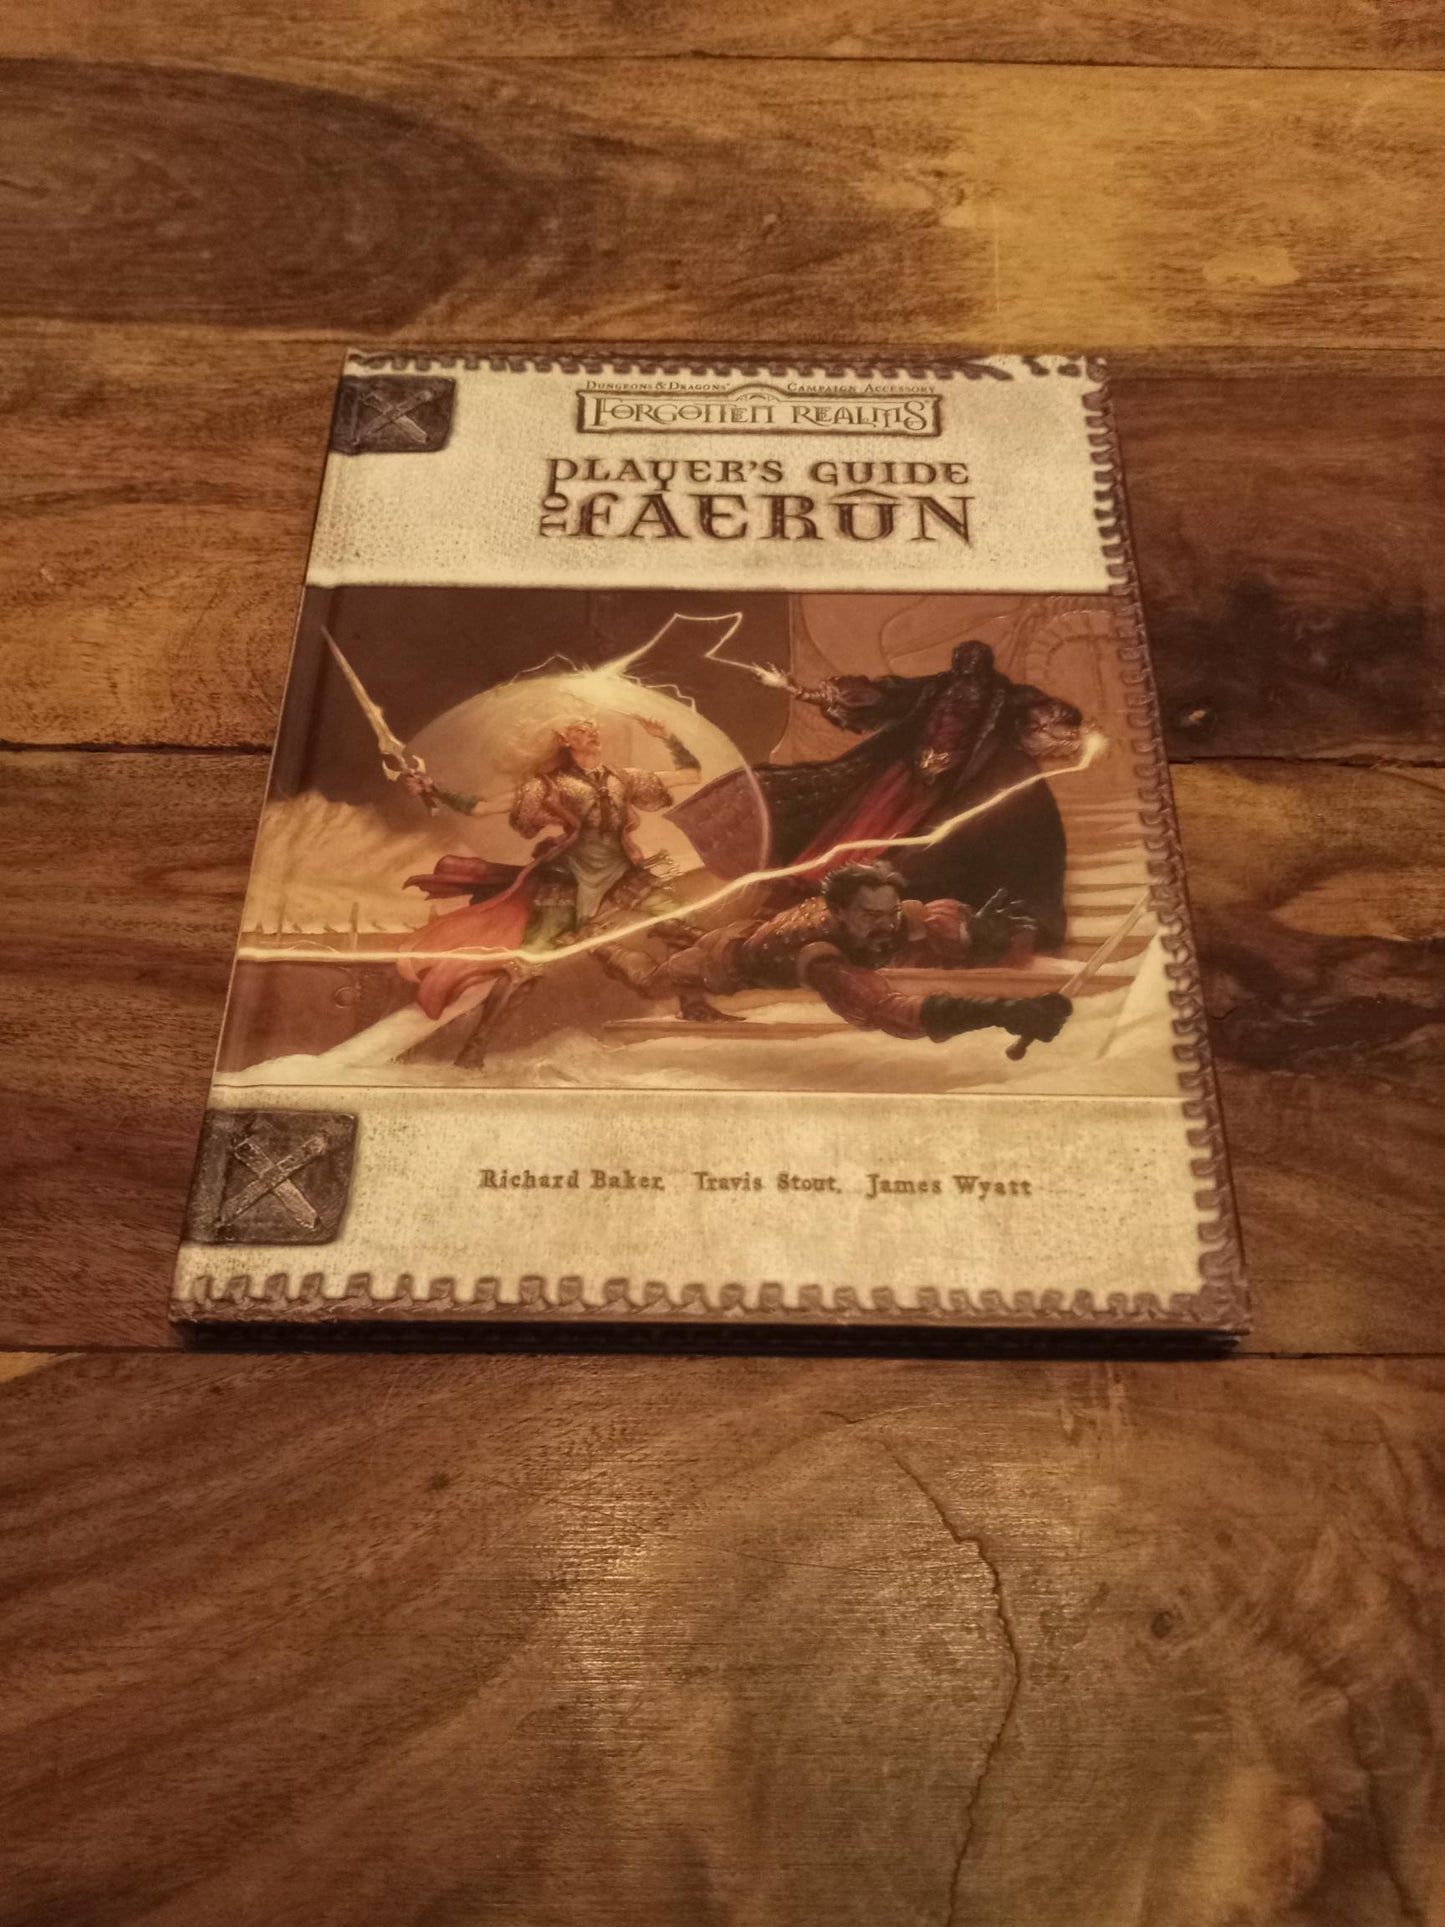 DUNGEONS & DRAGONS® CAMPAIGN ACCESSORY
FORGOTTEN REALMS®
PLAYER'S GUIDE
TO FAERÛN
Richard Baker, Travis Stout, James Wyatt